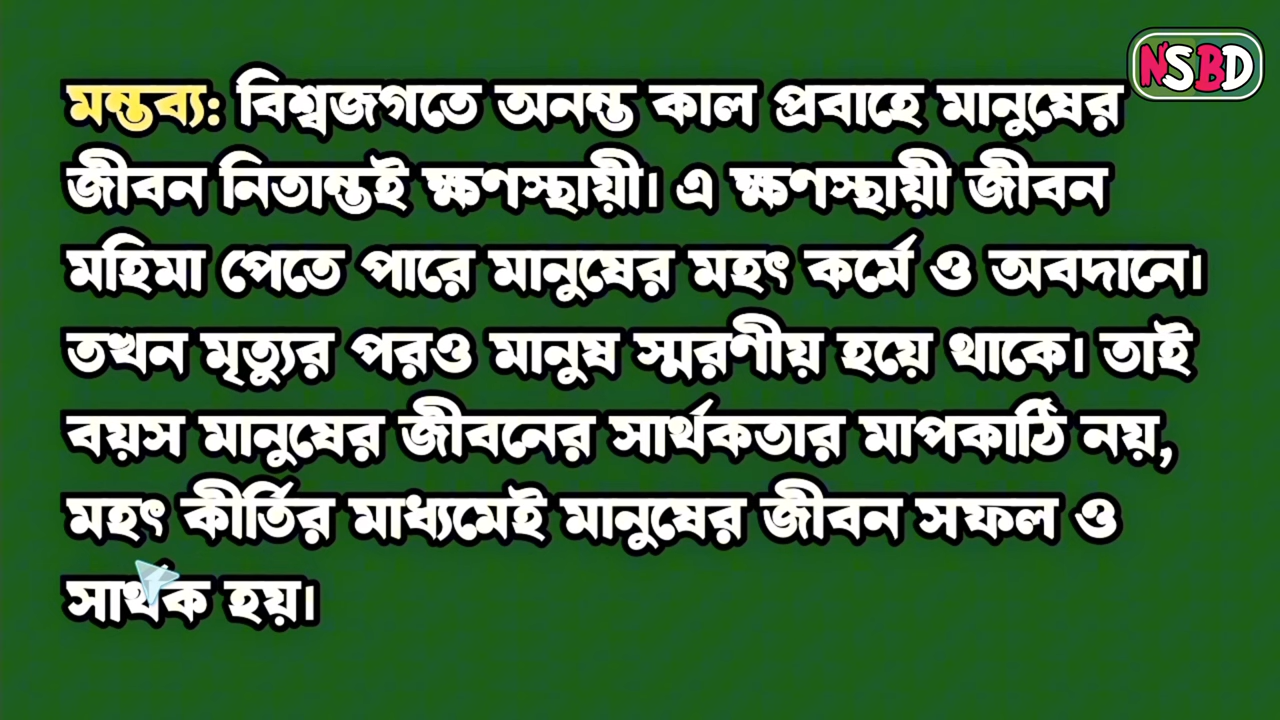 NSBD
মন্তব্য: বিশ্বজগতে অনন্ত কাল প্রবাহে মানুষের
জীবন নিতান্তই ক্ষণস্থায়ী। এ ক্ষণস্থায়ী জীবন
মহিমা পেতে পারে মানুষের মহৎ কর্মে ও অবদানে।
তখন মৃত্যুর পরও মানুষ স্মরণীয় হয়ে থাকে। তাই
বয়স মানুষের জীবনের সার্থকতার মাপকাঠি নয়,
মহৎ কীর্তির মাধ্যমেই মানুষের জীবন সফল ও
সার্থক হয়।